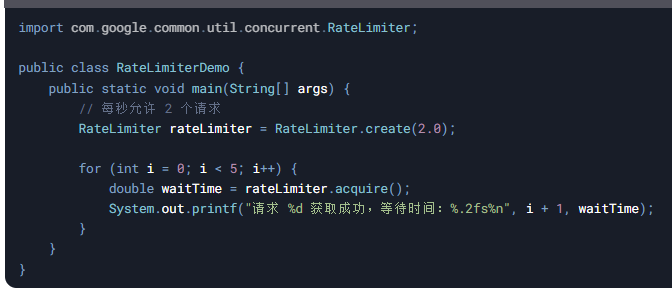 import com.google.common.util.concurrent.RateLimiter;
public class RateLimiterDemo {
    public static void main(String[] args) {
        // 每秒允许 2 个请求
        RateLimiter rateLimiter = RateLimiter.create(2.0);
        for (int i = 0; i < 5; i++) {
            double waitTime = rateLimiter.acquire();
            System.out.printf("请求 %d 获取成功，等待时间：%.2fs%n", i + 1, waitTime);
        }
    }
}